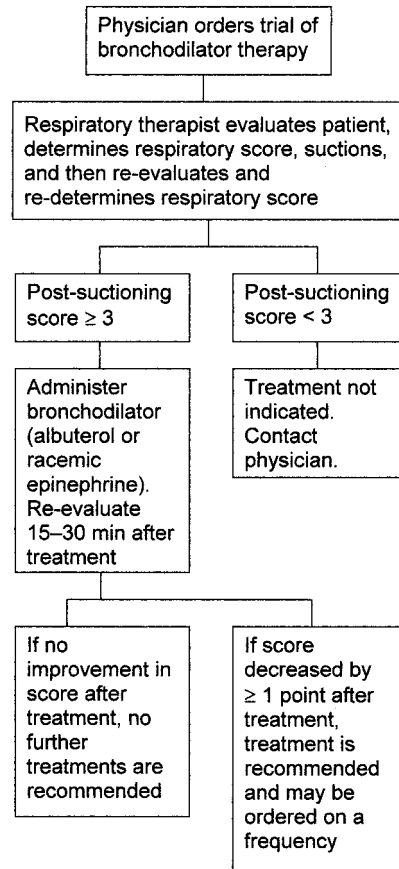 Physician orders trial of
bronchodilator therapy
Respiratory therapist evaluates patient,
determines respiratory score, suctions,
and then re-evaluates and
re-determines respiratory score
Post-suctioning
score ≥ 3
Post-suctioning
score < 3
Administer
bronchodilator
(albuterol or
racemic
epinephrine).
Re-evaluate
15–30 min after
treatment
Treatment not
indicated.
Contact
physician.
If no
improvement in
score after
treatment, no
further
treatments are
recommended
If score
decreased by
≥ 1 point after
treatment,
treatment is
recommended
and may be
ordered on a
frequency